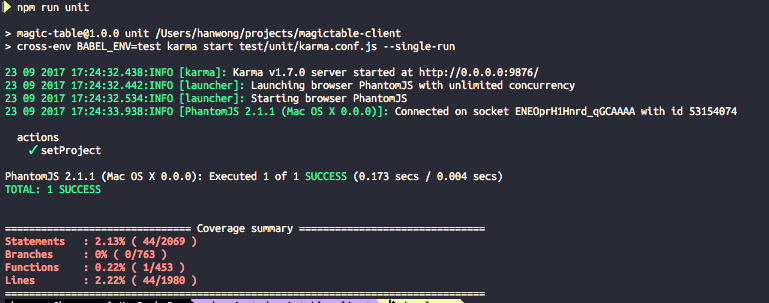 npm run unit
> magic-table@1.0.0 unit /Users/hanwong/projects/magictable-client
> cross-env BABEL_ENV=test karma start test/unit/karma.conf.js --single-run
23 09 2017 17:24:32.438:INFO [karma]: Karma v1.7.0 server started at http://0.0.0.0:9876/
23 09 2017 17:24:32.442:INFO [launcher]: Launching browser PhantomJS with unlimited concurrency
23 09 2017 17:24:32.534:INFO [launcher]: Starting browser PhantomJS
23 09 2017 17:24:33.938:INFO [PhantomJS 2.1.1 (Mac OS X 0.0.0)]: Connected on socket ENEOprH1Hnrd_qGCAAAA with id 53154074
actions
✓ setProject
PhantomJS 2.1.1 (Mac OS X 0.0.0): Executed 1 of 1 SUCCESS (0.173 secs / 0.004 secs)
TOTAL: 1 SUCCESS
=============================== Coverage summary ===============================
Statements   : 2.13% ( 44/2069 )
Branches     : 0% ( 0/763 )
Functions    : 0.22% ( 1/453 )
Lines        : 2.22% ( 44/1980 )
================================================================================